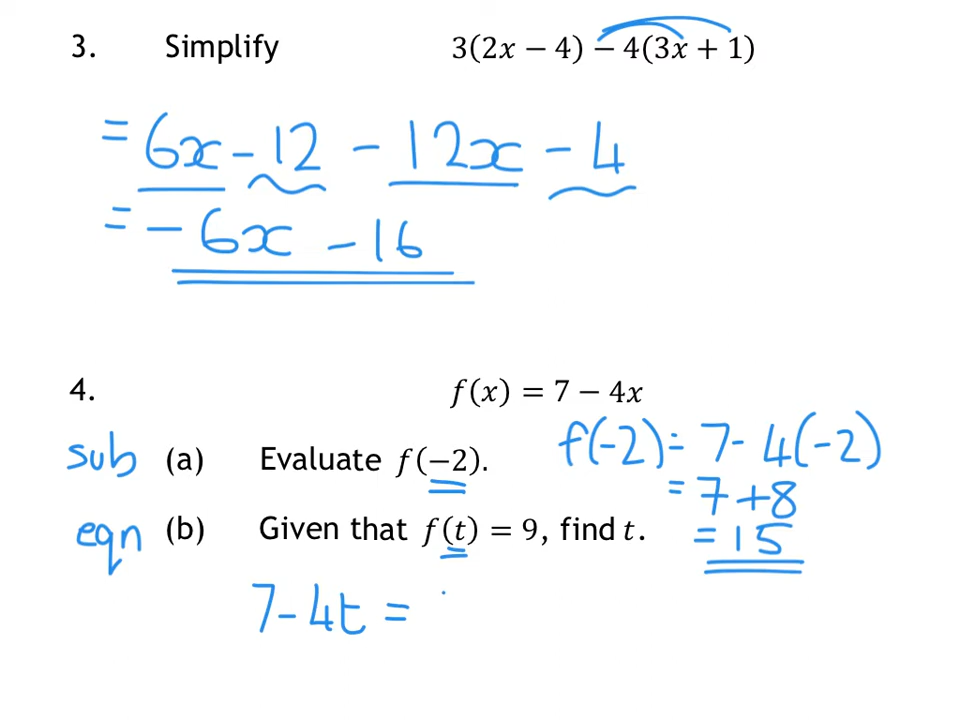 3. Simplify 3(2x − 4) − 4(3x + 1)
= 6x - 12 - 12x - 4
= - 6x - 16
4. f(x) = 7 − 4x
sub (a) Evaluate f(−2). f(-2) = 7 - 4(-2)
= 7 + 8
eqn (b) Given that f(t) = 9, find t. = 15
7 - 4t =